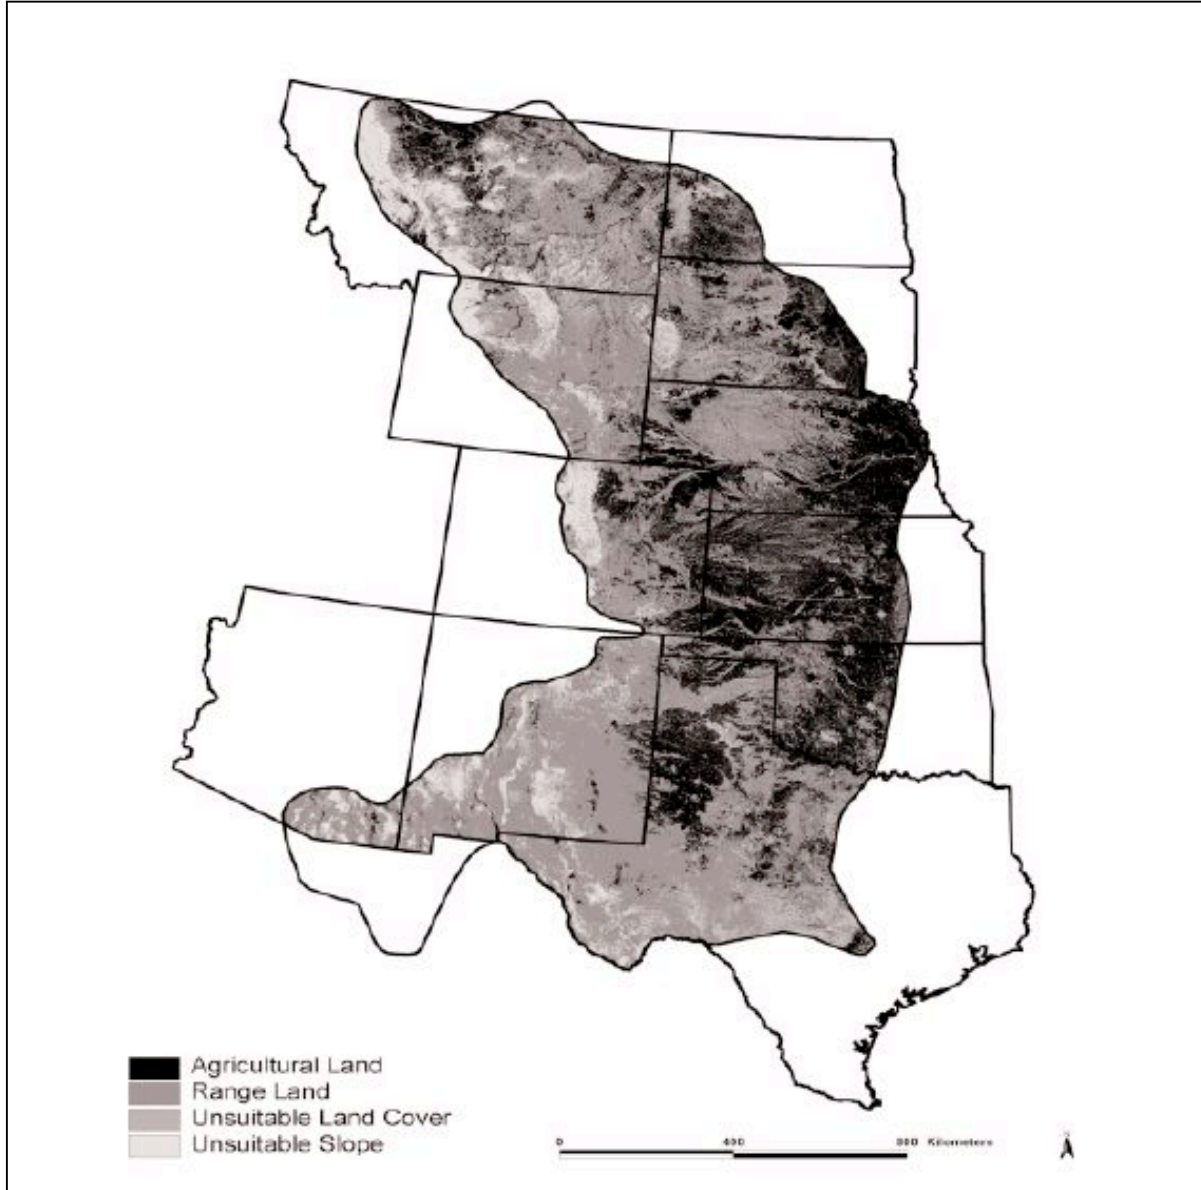 Agricultural Land
Range Land
Unsuitable Land Cover
Unsuitable Slope
0 400 800 Kilometers